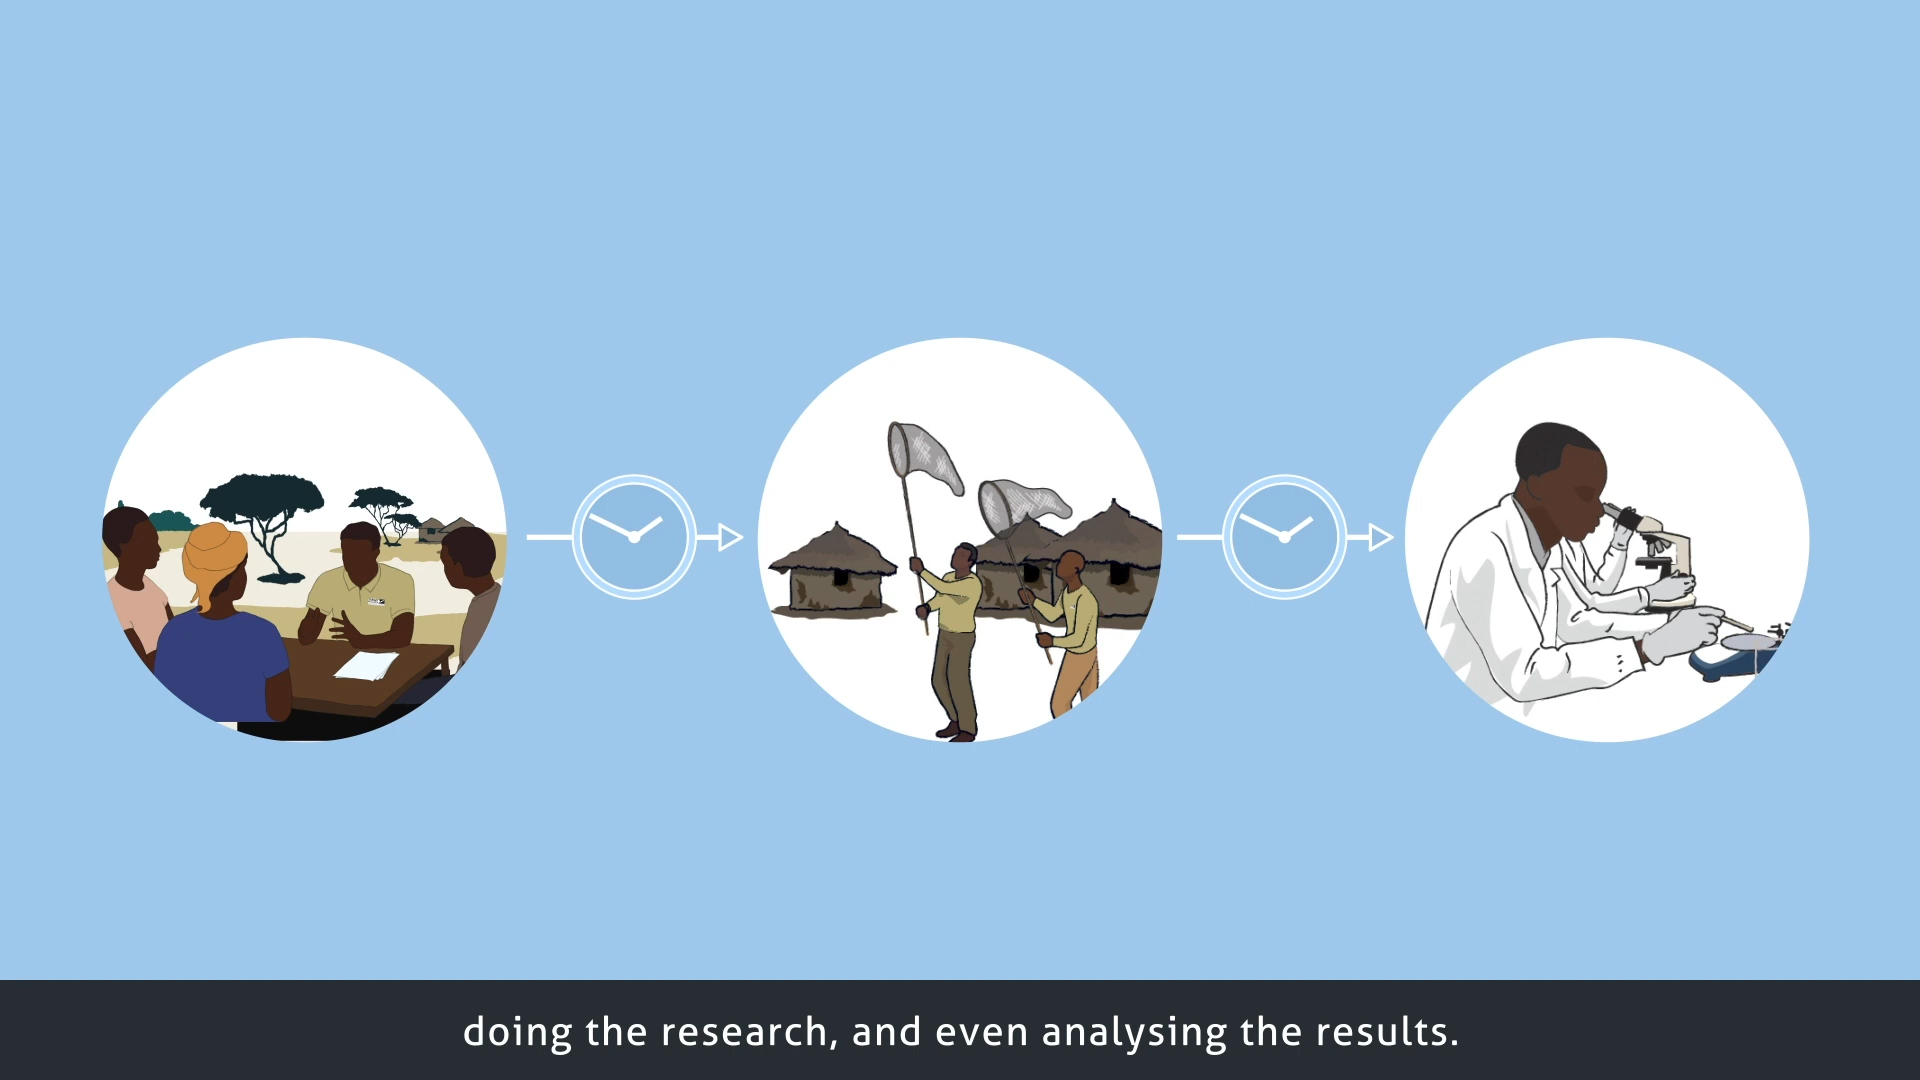 doing the research, and even analysing the results.